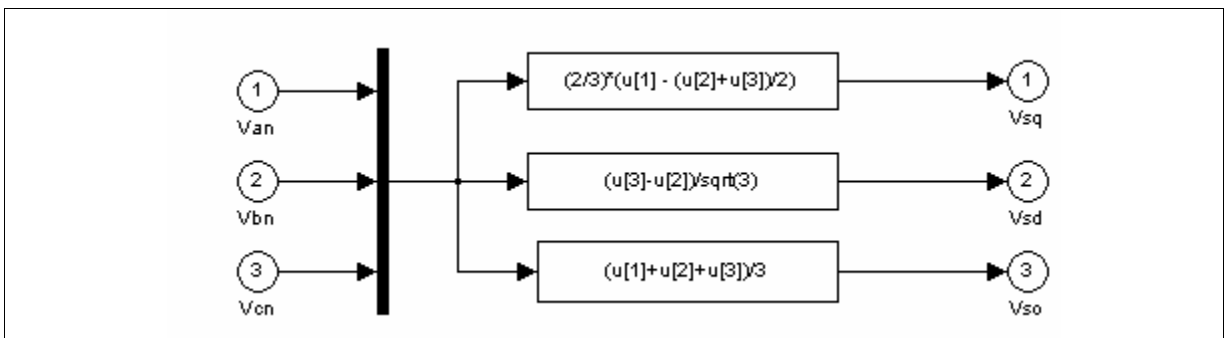 1
Van
2
Vbn
3
Vcn
(2/3)*(u[1] - (u[2]+u[3])/2)
(u[3]-u[2])/sqrt(3)
(u[1]+u[2]+u[3])/3
1
Vsq
2
Vsd
3
Vso